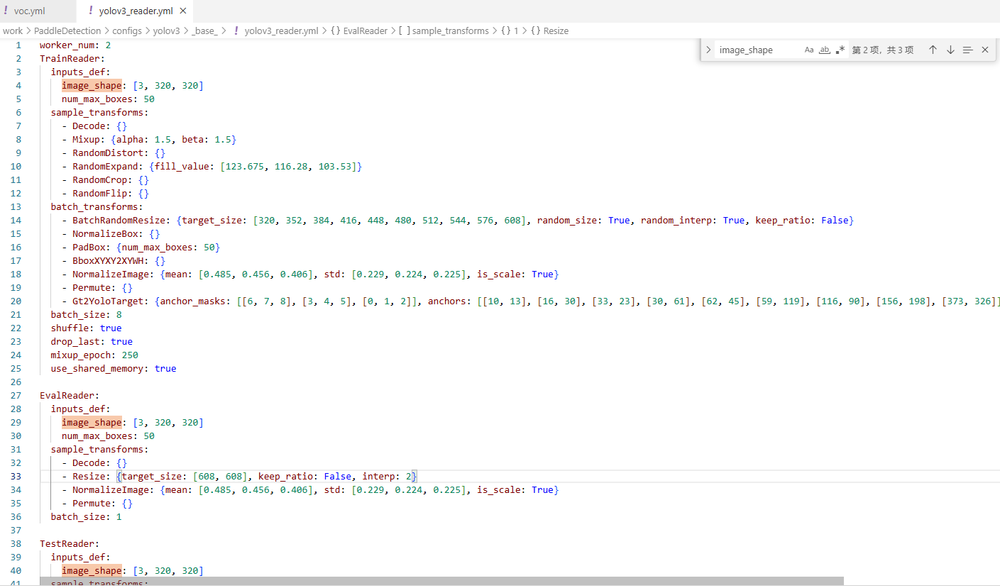 ! voc.yml
! yolov3_reader.yml ×
work > PaddleDetection > configs > yolov3 > _base_ > ! yolov3_reader.yml > {} EvalReader > [ ] sample_transforms > {} 1 > {} Resize
image_shape Aa ab .* 第 2 项, 共 3 项
1 worker_num: 2
2 TrainReader:
3 inputs_def:
4 image_shape: [3, 320, 320]
5 num_max_boxes: 50
6 sample_transforms:
7 - Decode: {}
8 - Mixup: {alpha: 1.5, beta: 1.5}
9 - RandomDistort: {}
10 - RandomExpand: {fill_value: [123.675, 116.28, 103.53]}
11 - RandomCrop: {}
12 - RandomFlip: {}
13 batch_transforms:
14 - BatchRandomResize: {target_size: [320, 352, 384, 416, 448, 480, 512, 544, 576, 608], random_size: True, random_interp: True, keep_ratio: False}
15 - NormalizeBox: {}
16 - PadBox: {num_max_boxes: 50}
17 - BboxXYXY2XYWH: {}
18 - NormalizeImage: {mean: [0.485, 0.456, 0.406], std: [0.229, 0.224, 0.225], is_scale: True}
19 - Permute: {}
20 - Gt2YoloTarget: {anchor_masks: [[6, 7, 8], [3, 4, 5], [0, 1, 2]], anchors: [[10, 13], [16, 30], [33, 23], [30, 61], [62, 45], [59, 119], [116, 90], [156, 198], [373, 326]]
21 batch_size: 8
22 shuffle: true
23 drop_last: true
24 mixup_epoch: 250
25 use_shared_memory: true
26
27 EvalReader:
28 inputs_def:
29 image_shape: [3, 320, 320]
30 num_max_boxes: 50
31 sample_transforms:
32 - Decode: {}
33 - Resize: {target_size: [608, 608], keep_ratio: False, interp: 2}
34 - NormalizeImage: {mean: [0.485, 0.456, 0.406], std: [0.229, 0.224, 0.225], is_scale: True}
35 - Permute: {}
36 batch_size: 1
37
38 TestReader:
39 inputs_def:
40 image_shape: [3, 320, 320]
41 sample_transforms: